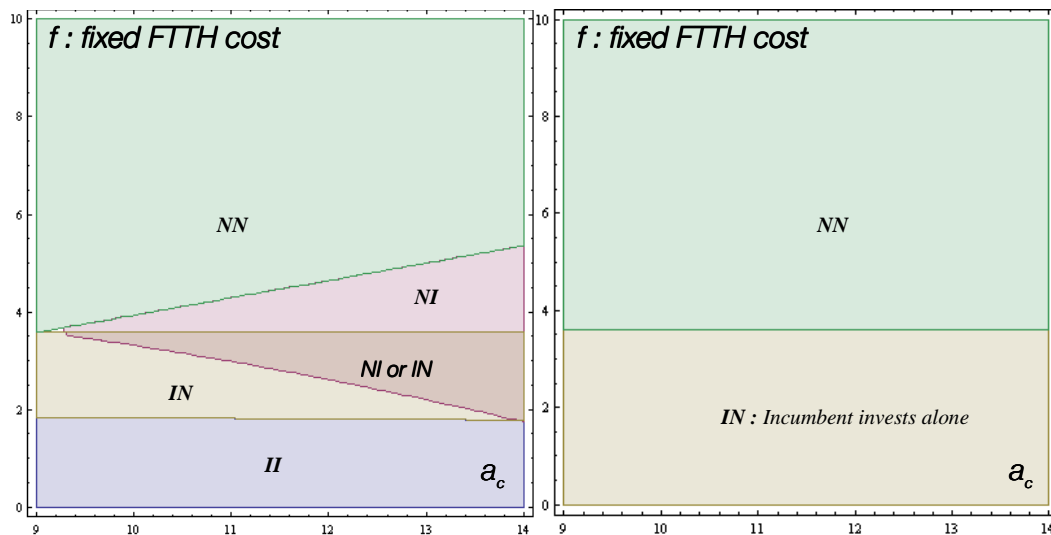 10
8
6
4
2
0
f : fixed FTTH cost
NN
NI
NI or IN
IN
II
a_c
9
10
11
12
13
14
10
8
6
4
2
0
f : fixed FTTH cost
NN
IN : Incumbent invests alone
a_c
9
10
11
12
13
14